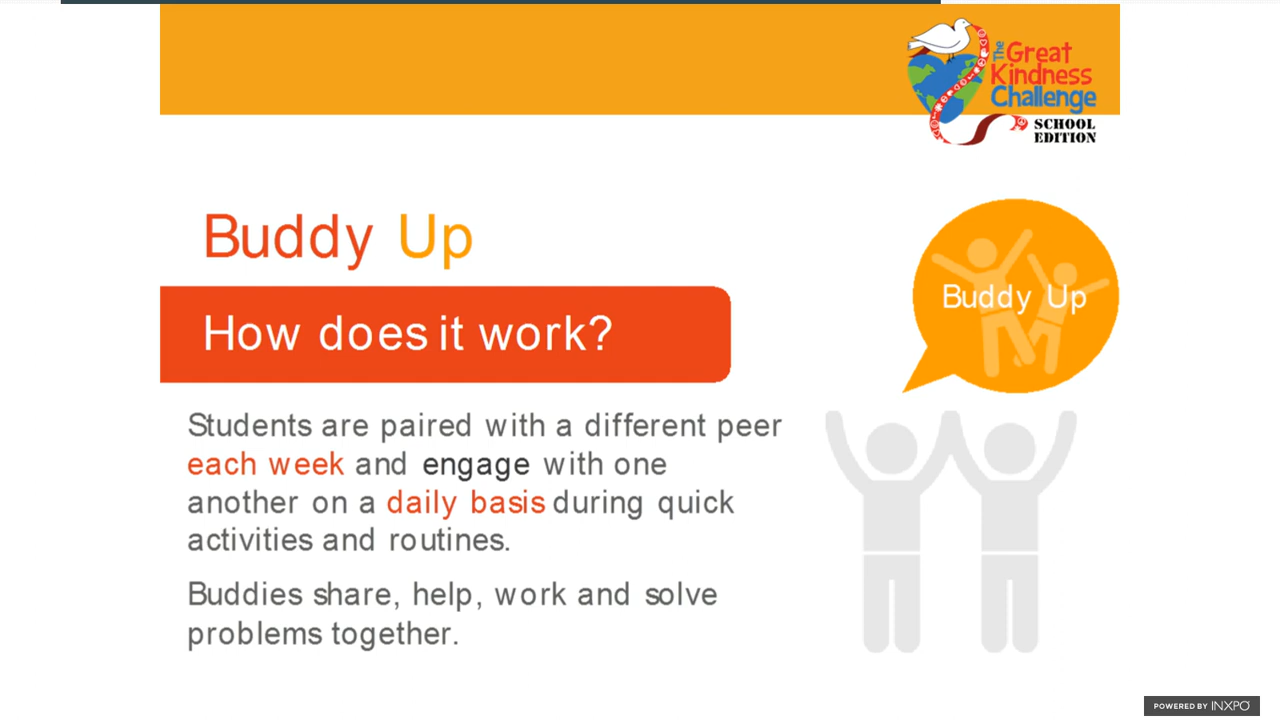 The
Great
Kindness
Challenge
SCHOOL
EDITION
Buddy Up
How does it work?
Buddy Up
Students are paired with a different peer
each week and engage with one
another on a daily basis during quick
activities and routines.
Buddies share, help, work and solve
problems together.
POWERED BY INXPO